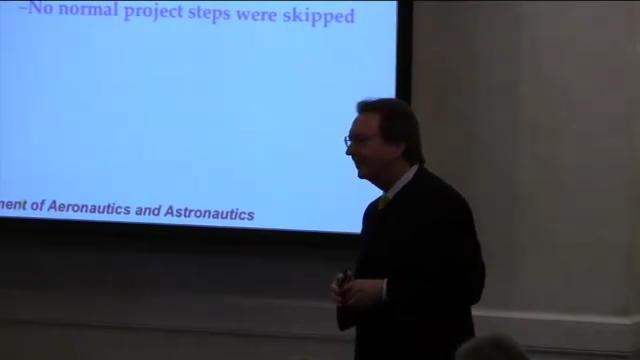 –No normal project steps were skipped
ment of Aeronautics and Astronautics